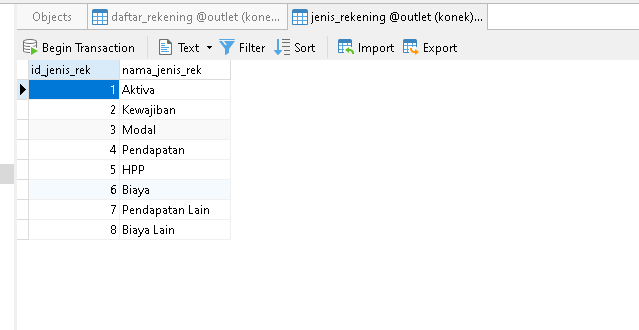 Objects daftar_rekening @outlet (konek)... jenis_rekening @outlet (konek)...
Begin Transaction Text Filter Sort Import Export
id_jenis_rek nama_jenis_rek
1 Aktiva
2 Kewajiban
3 Modal
4 Pendapatan
5 HPP
6 Biaya
7 Pendapatan Lain
8 Biaya Lain